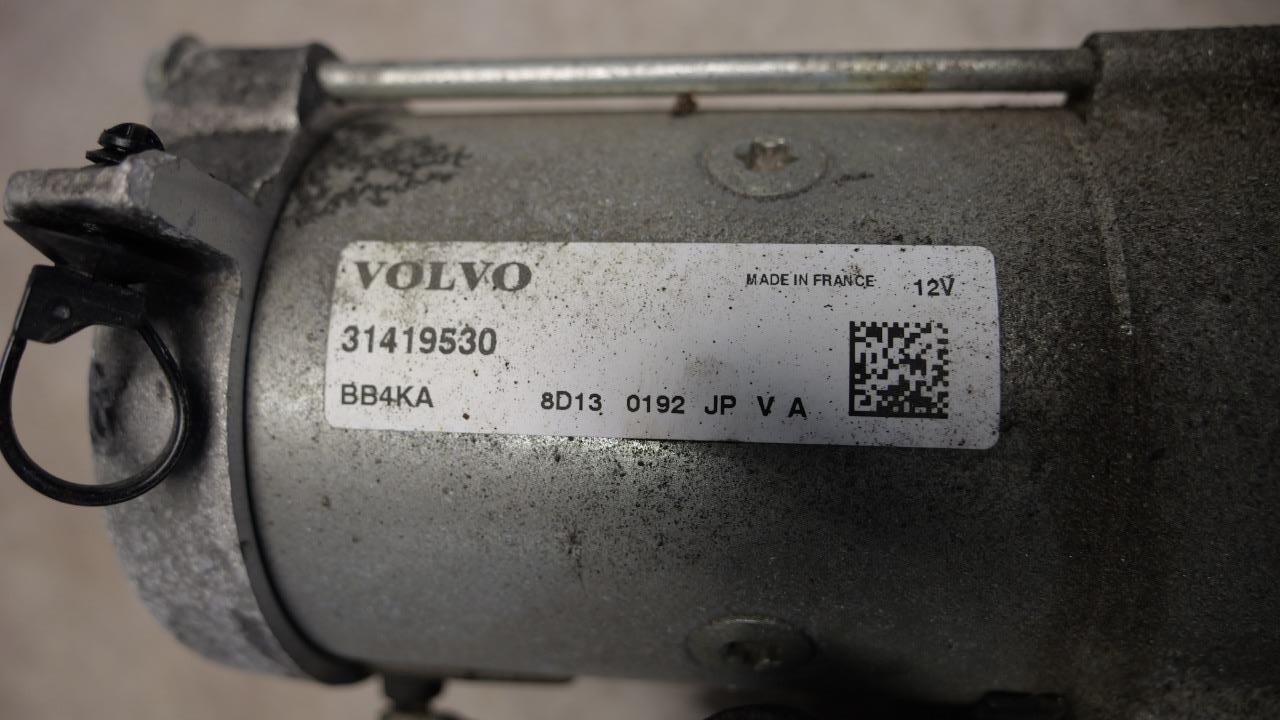 VOLVO MADE IN FRANCE 12V
31419530
BB4KA 8D13 0192 JP V A